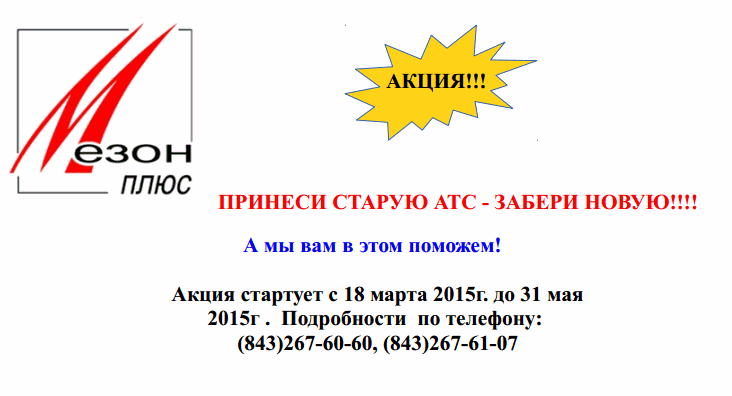 Мезон
ПЛЮС
АКЦИЯ!!!
ПРИНЕСИ СТАРУЮ АТС - ЗАБЕРИ НОВУЮ!!!!
А мы вам в этом поможем!
Акция стартует с 18 марта 2015г. до 31 мая
2015г . Подробности по телефону:
(843)267-60-60, (843)267-61-07